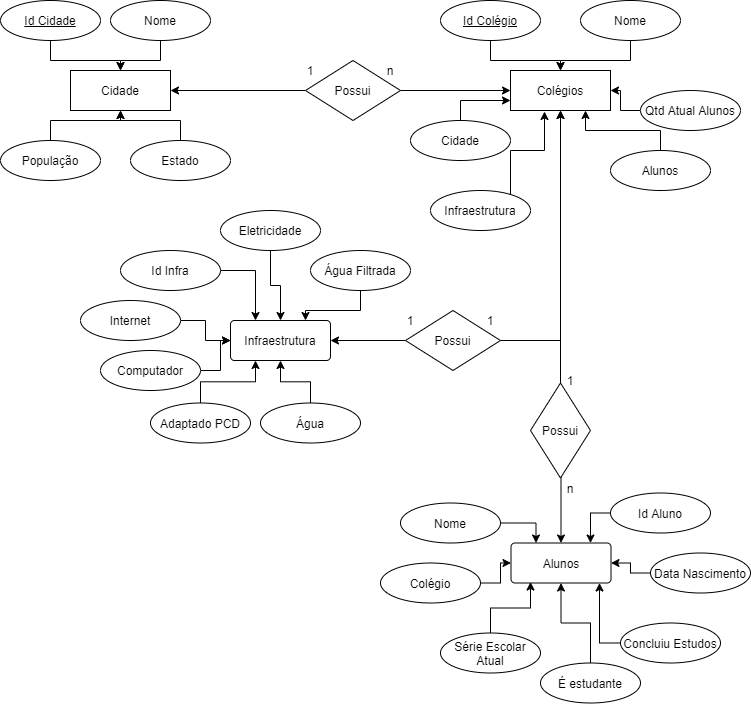 Id Cidade
Nome
Id Colégio
Nome
1
n
Cidade
Possui
Colégios
Qtd Atual Alunos
Cidade
População
Estado
Alunos
Infraestrutura
Eletricidade
Id Infra
Água Filtrada
Internet
1
1
Infraestrutura
Possui
Computador
1
Adaptado PCD
Água
Possui
n
Nome
Id Aluno
Alunos
Colégio
Data Nascimento
Série Escolar
Atual
Concluiu Estudos
É estudante